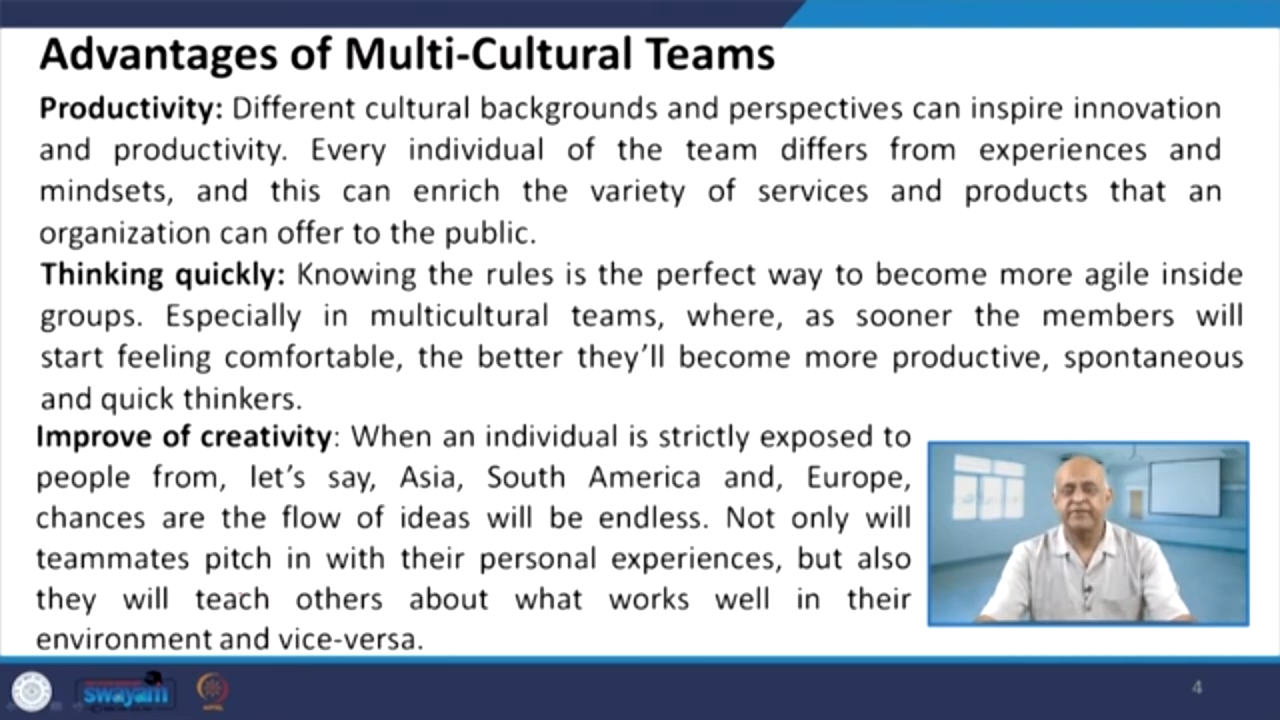 Advantages of Multi-Cultural Teams
Productivity: Different cultural backgrounds and perspectives can inspire innovation
and productivity. Every individual of the team differs from experiences and
mindsets, and this can enrich the variety of services and products that an
organization can offer to the public.
Thinking quickly: Knowing the rules is the perfect way to become more agile inside
groups. Especially in multicultural teams, where, as sooner the members will
start feeling comfortable, the better they’ll become more productive, spontaneous
and quick thinkers.
Improve of creativity: When an individual is strictly exposed to
people from, let’s say, Asia, South America and, Europe,
chances are the flow of ideas will be endless. Not only will
teammates pitch in with their personal experiences, but also
they will teach others about what works well in their
environment and vice-versa.
swayam
4